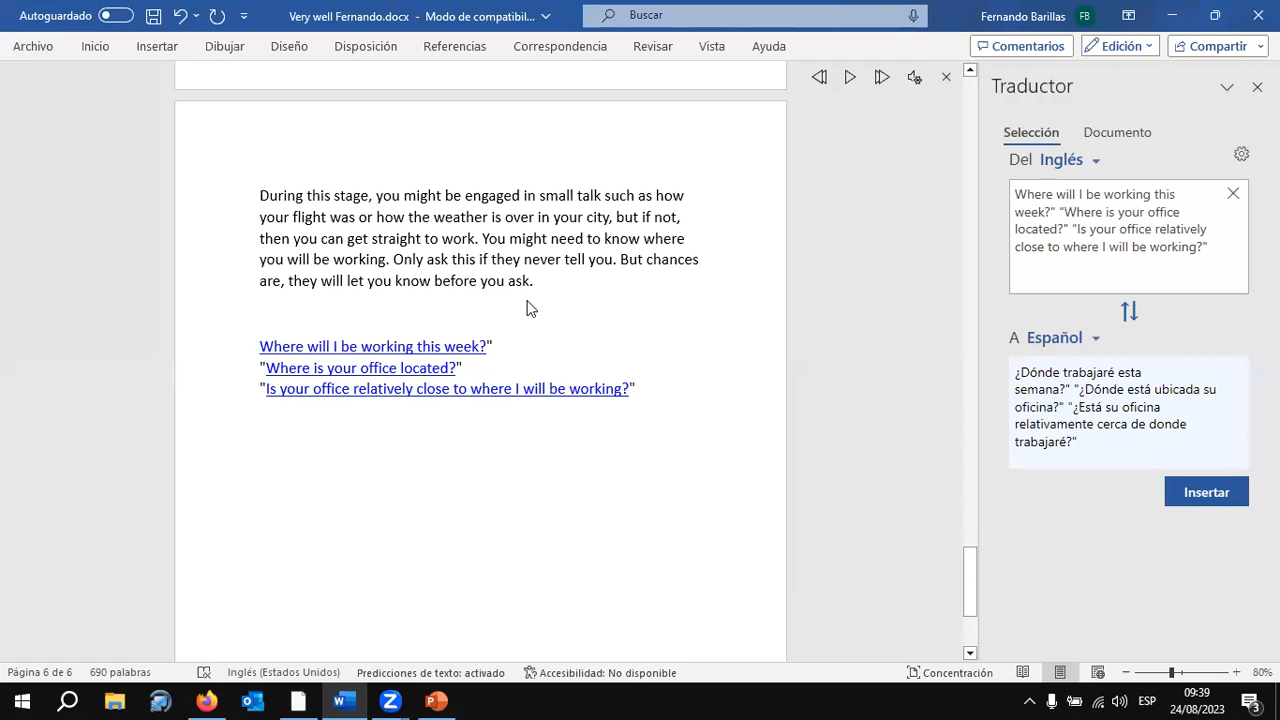 Autoguardado
Very well Fernando.docx - Modo de compatibil...
Buscar
Fernando Barillas
FB
Archivo
Inicio
Insertar
Dibujar
Diseño
Disposición
Referencias
Correspondencia
Revisar
Vista
Ayuda
Comentarios
Edición
Compartir
During this stage, you might be engaged in small talk such as how
your flight was or how the weather is over in your city, but if not,
then you can get straight to work. You might need to know where
you will be working. Only ask this if they never tell you. But chances
are, they will let you know before you ask.
Where will I be working this week?"
"Where is your office located?"
"Is your office relatively close to where I will be working?"
Traductor
Selección
Documento
Del Inglés
Where will I be working this
week?" "Where is your office
located?" "Is your office relatively
close to where I will be working?"
A Español
¿Dónde trabajaré esta
semana?" "¿Dónde está ubicada su
oficina?" "¿Está su oficina
relativamente cerca de donde
trabajaré?"
Insertar
Página 6 de 6
690 palabras
Inglés (Estados Unidos)
Predicciones de texto: activado
Accesibilidad: No disponible
Concentración
80%
ESP
09:39
24/08/2023
3